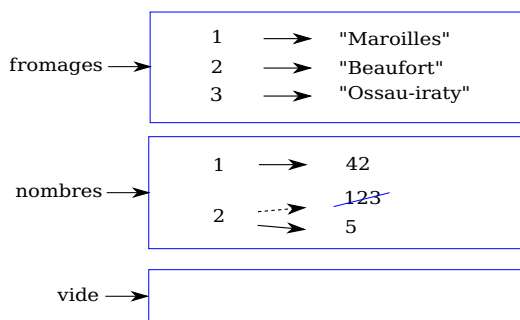 1 "Maroilles"
fromages 2 "Beaufort"
3 "Ossau-iraty"
1 42
nombres 2 123
5
vide